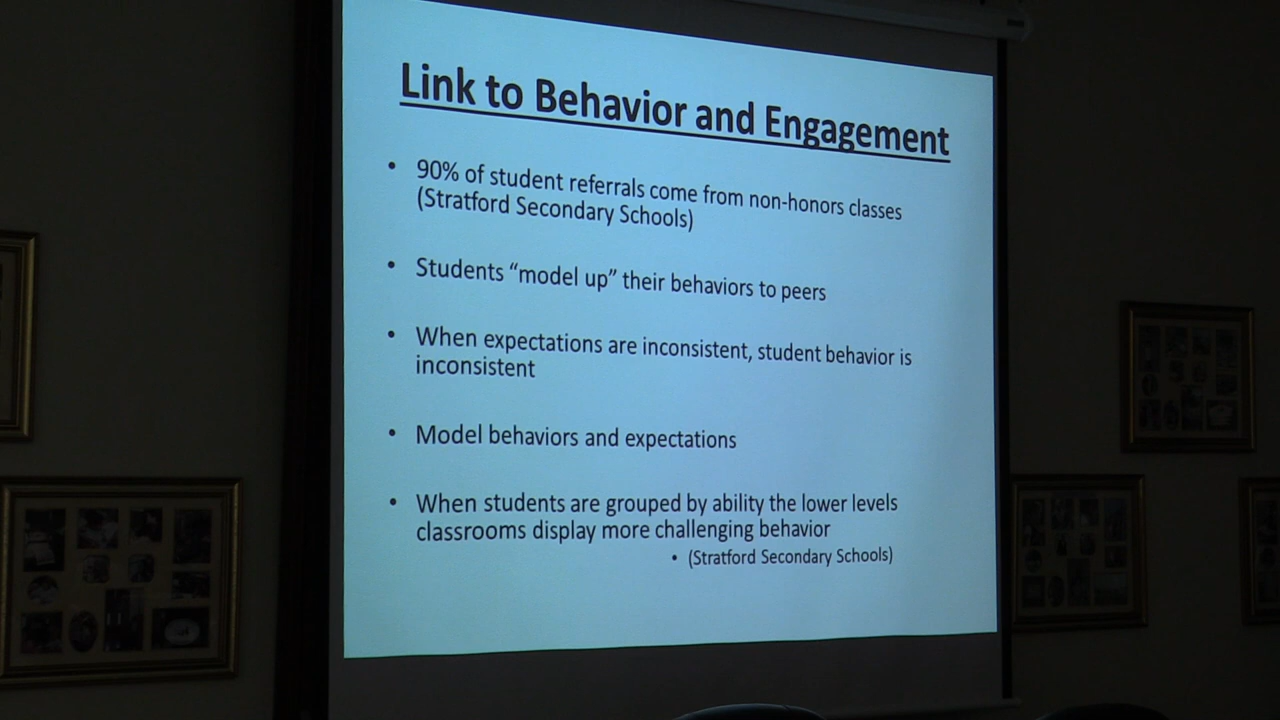 Link to Behavior and Engagement
• 90% of student referrals come from non-honors classes
(Stratford Secondary Schools)
• Students “model up” their behaviors to peers
• When expectations are inconsistent, student behavior is
inconsistent
• Model behaviors and expectations
• When students are grouped by ability the lower levels
classrooms display more challenging behavior
• (Stratford Secondary Schools)